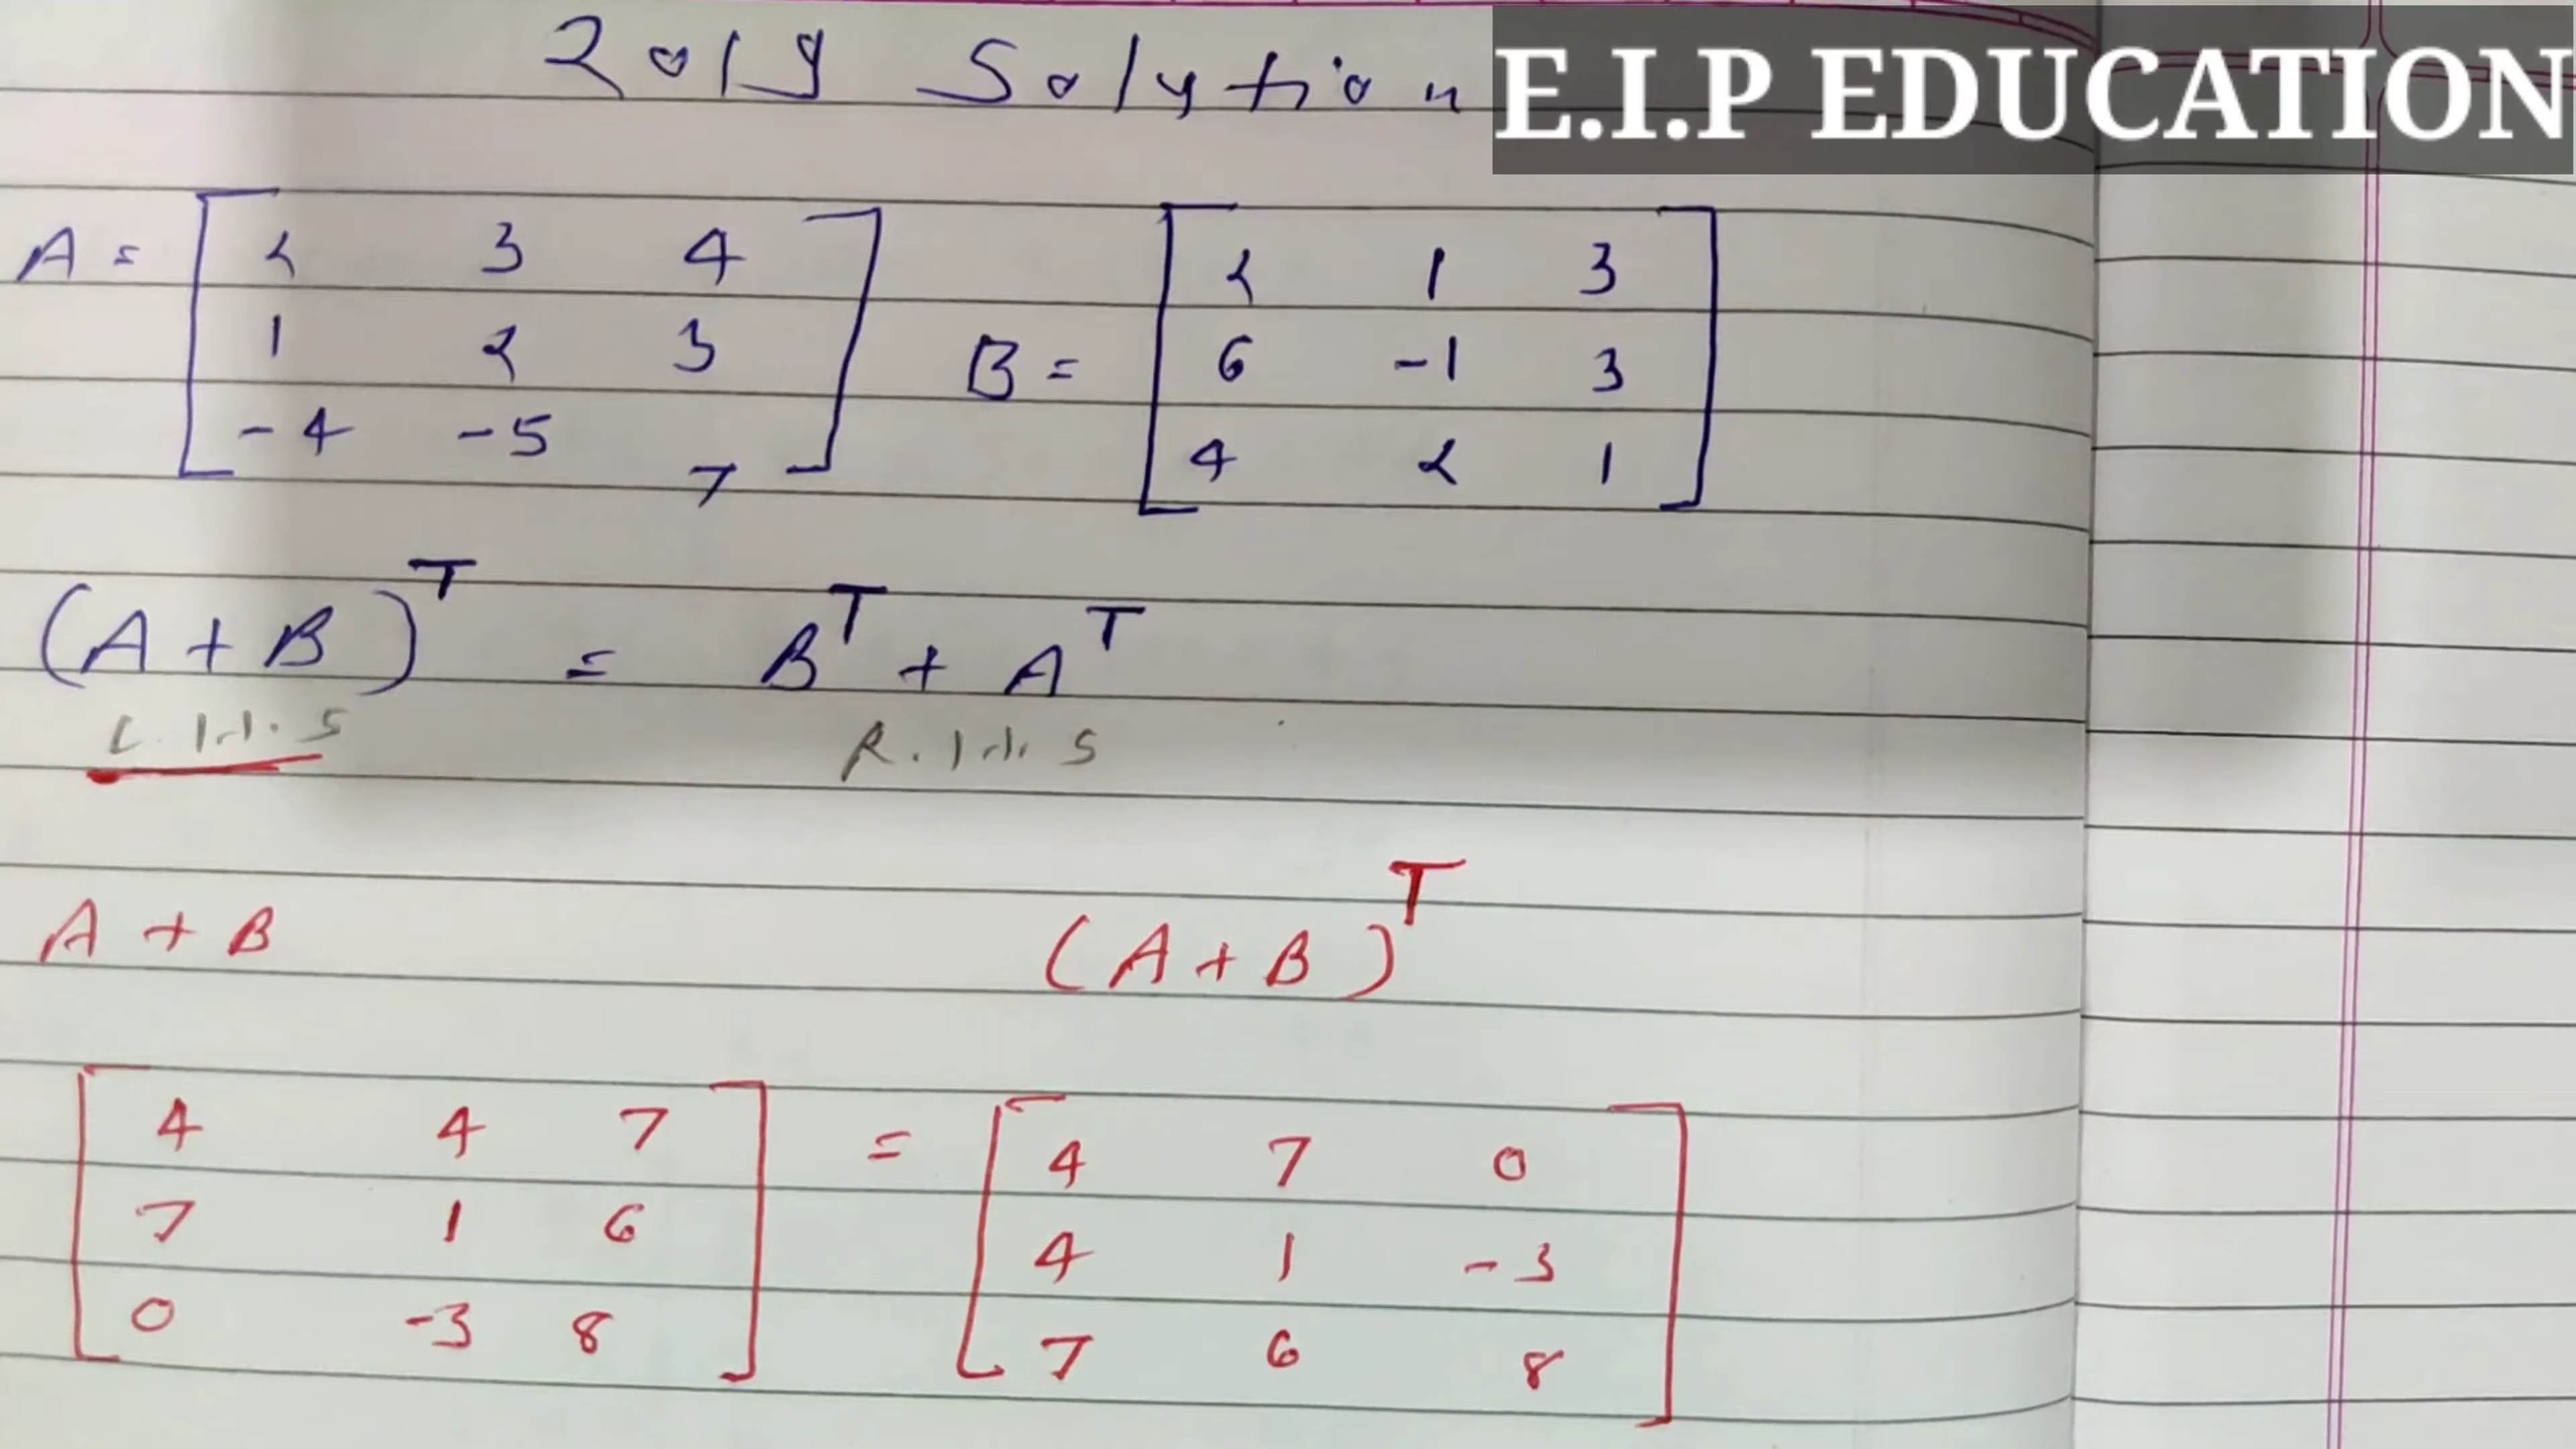 2019 Solution
E.I.P EDUCATION
A = [ 2 3 4
1 2 3
-4 -5 7 ]
B = [ 2 1 3
6 -1 3
4 2 1 ]
(A + B)^T = B^T + A^T
L.H.S R.H.S
A + B (A + B)^T
[ 4 4 7 ] = [ 4 7 0 ]
[ 7 1 6 ] [ 4 1 -3 ]
[ 0 -3 8 ] [ 7 6 8 ]